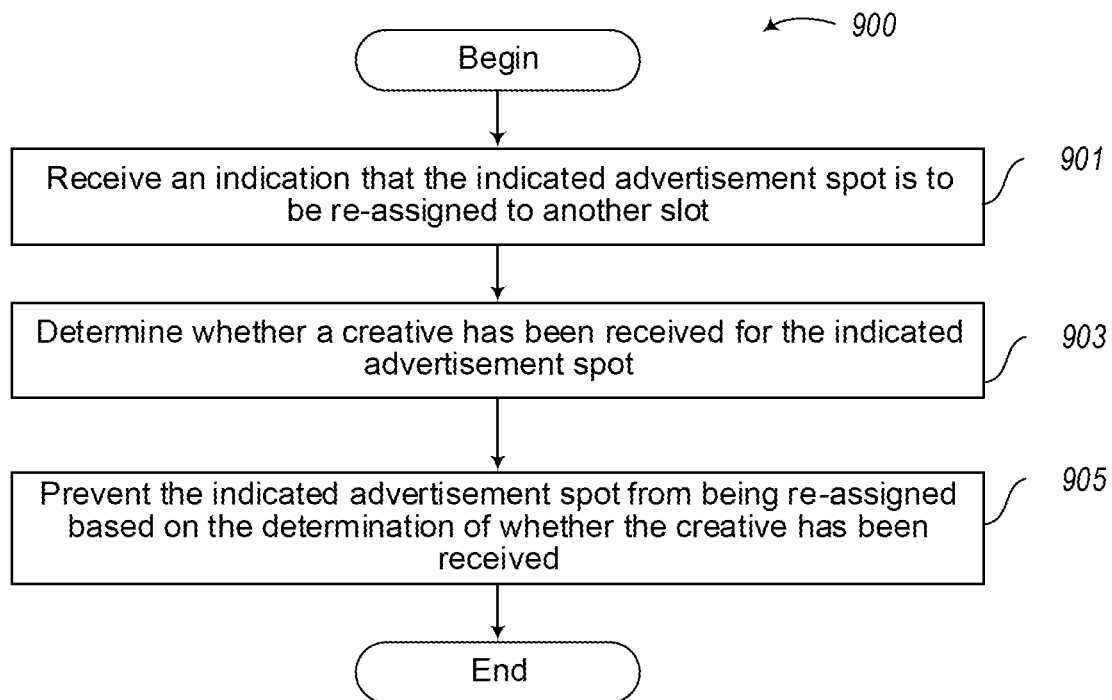 900
Begin
Receive an indication that the indicated advertisement spot is to
be re-assigned to another slot
901
Determine whether a creative has been received for the indicated
advertisement spot
903
Prevent the indicated advertisement spot from being re-assigned
based on the determination of whether the creative has been
received
905
End